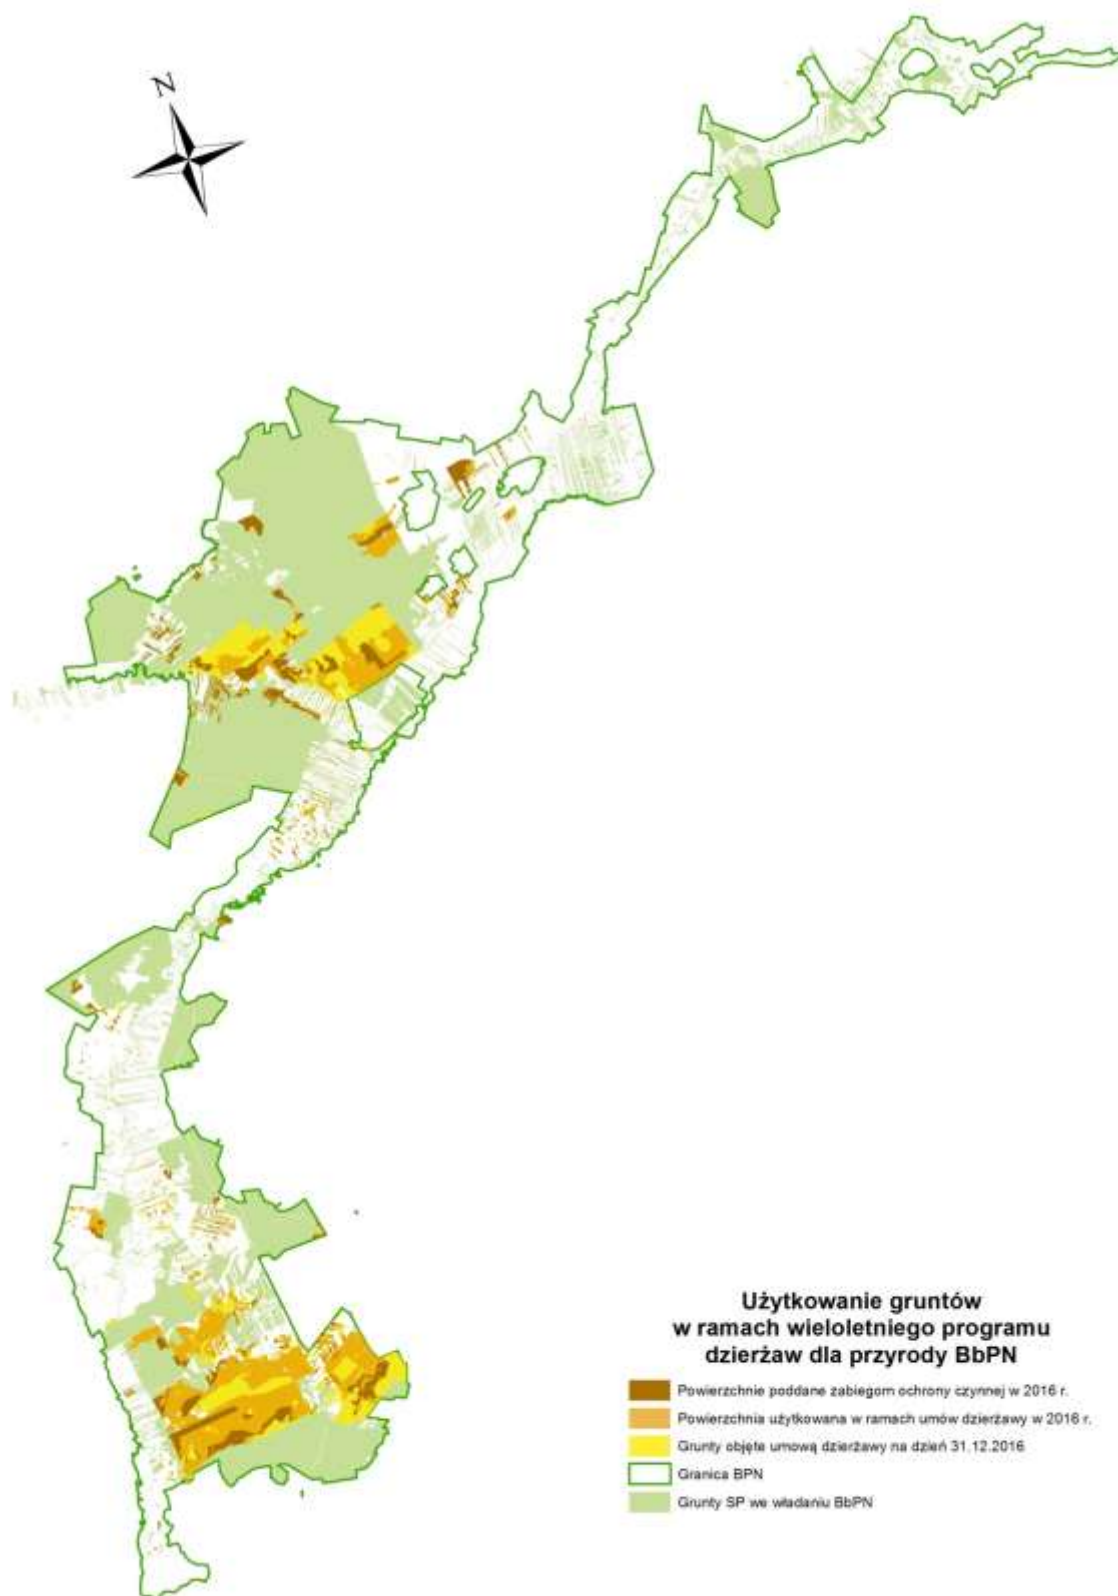 N
Użytkowanie gruntów
w ramach wieloletniego programu
dzierżaw dla przyrody BbPN
Powierzchnie poddane zabiegom ochrony czynnej w 2016 r.
Powierzchnia użytkowana w ramach umów dzierżawy w 2016 r.
Grunty objęte umową dzierżawy na dzień 31.12.2016
Granica BPN
Grunty SP we władaniu BbPN